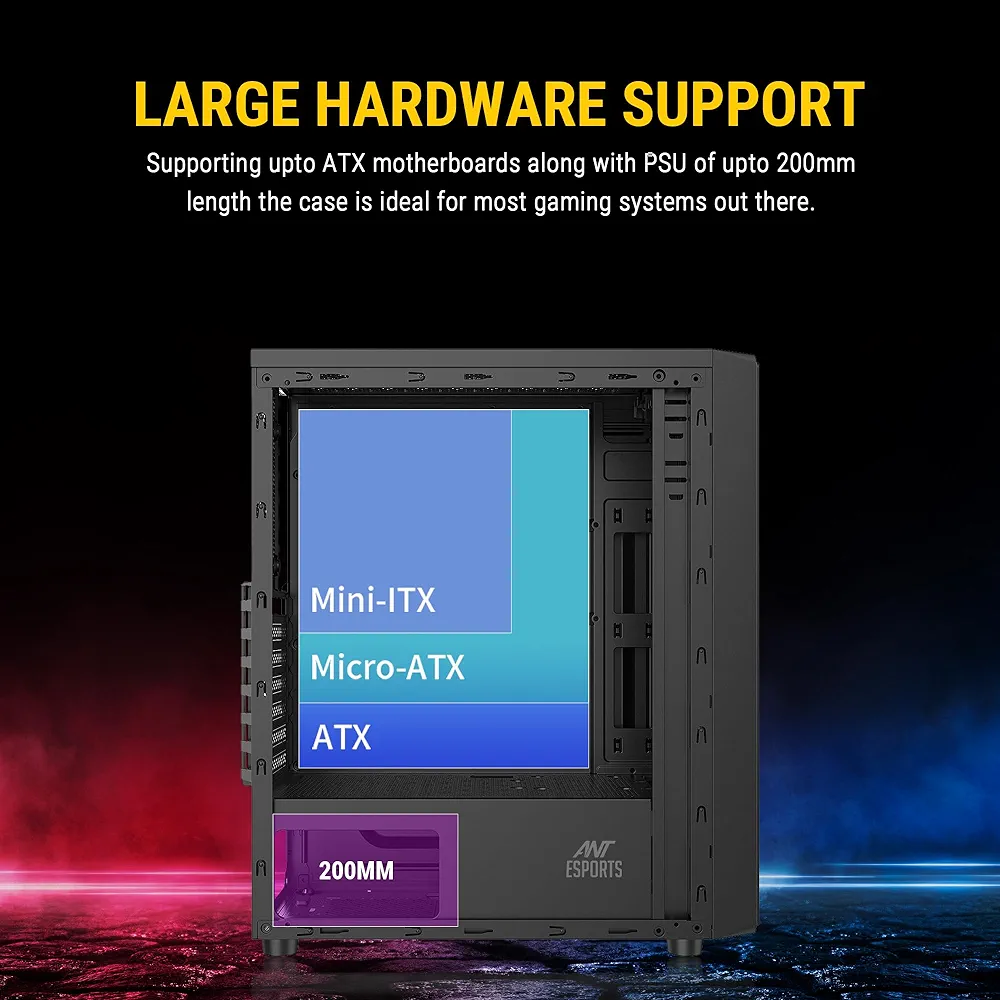 LARGE HARDWARE SUPPORT
Supporting upto ATX motherboards along with PSU of upto 200mm
length the case is ideal for most gaming systems out there.
Mini-ITX
Micro-ATX
ATX
200MM
ANT
ESPORTS